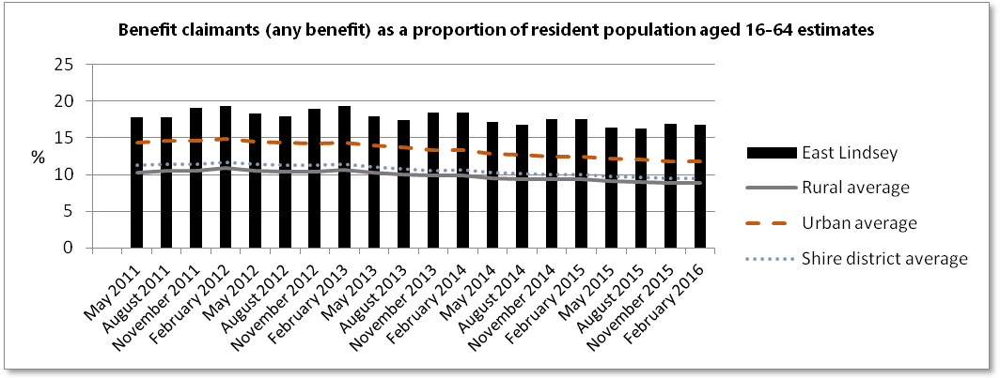 Benefit claimants (any benefit) as a proportion of resident population aged 16-64 estimates
25
20
15
10
5
0
%
May 2011
August 2011
November 2011
February 2012
May 2012
August 2012
November 2012
February 2013
May 2013
August 2013
November 2013
February 2014
May 2014
August 2014
November 2014
February 2015
May 2015
August 2015
November 2015
February 2016
East Lindsey
Rural average
Urban average
Shire district average